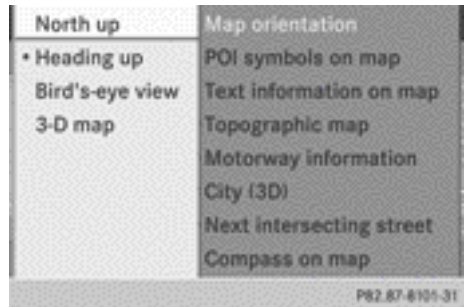 North up
• Heading up
Bird's-eye view
3-D map
Map orientation
POI symbols on map
Text information on map
Topographic map
Motorway information
City (3D)
Next intersecting street
Compass on map
P82.87-8101-31